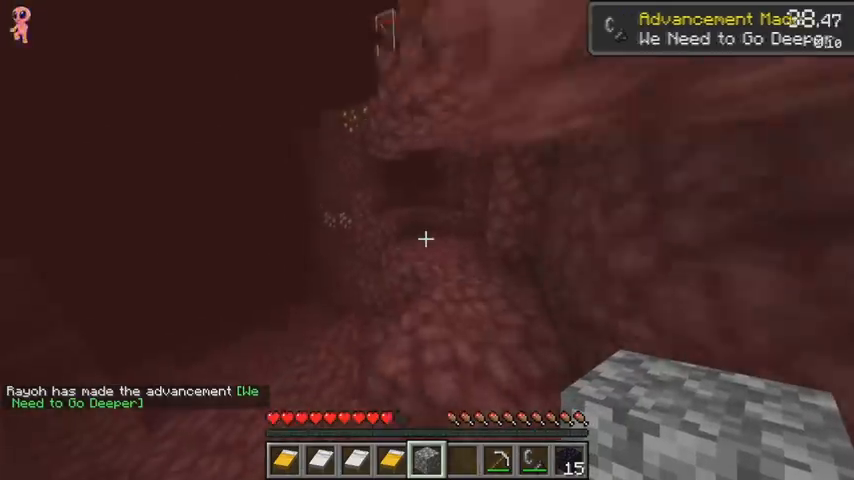 Advancement Made!
We Need to Go Deeper
Rayoh has made the advancement [We
Need to Go Deeper]
15